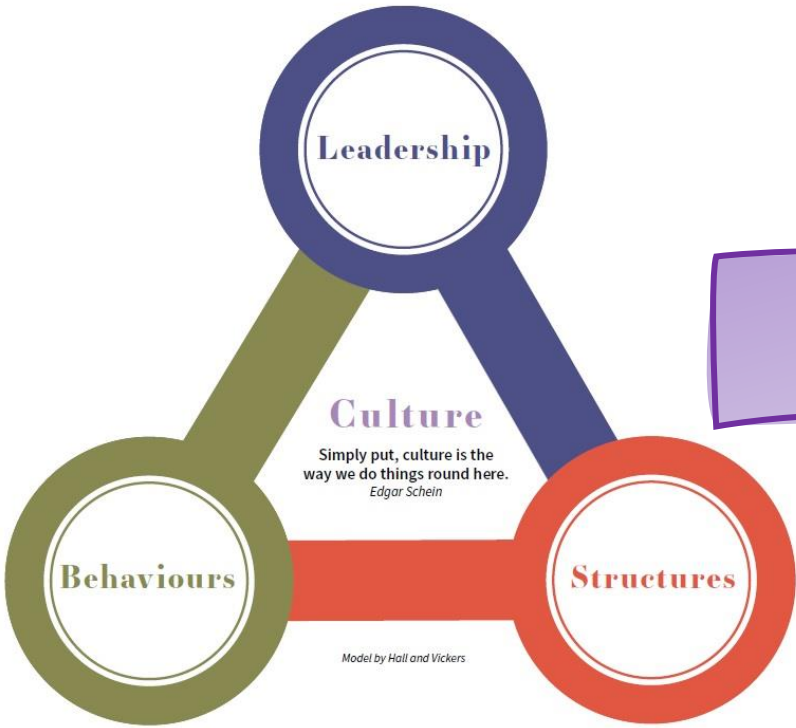 Leadership
Culture
Simply put, culture is the
way we do things round here.
Edgar Schein
Behaviours
Structures
Model by Hall and Vickers